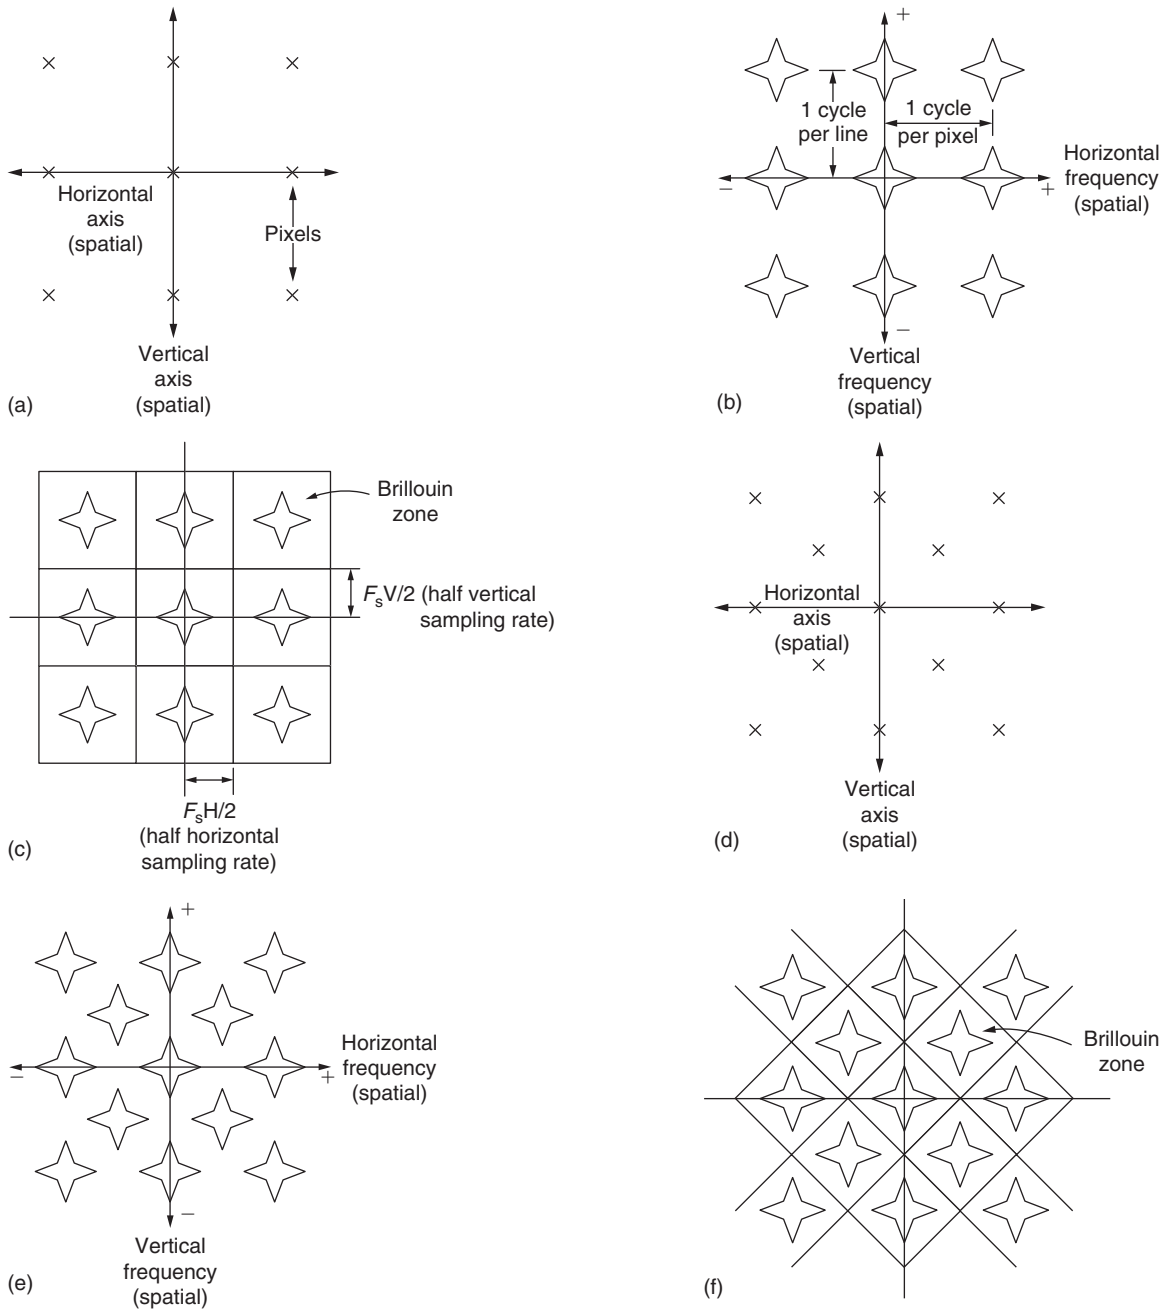 Horizontal
axis
(spatial)
Pixels
Vertical
axis
(spatial)
(a)
+
1 cycle
per line
1 cycle
per pixel
Horizontal
frequency
(spatial)
−
+
−
Vertical
frequency
(spatial)
(b)
Brillouin
zone
FsV/2 (half vertical
sampling rate)
FsH/2
(half horizontal
sampling rate)
(c)
Horizontal
axis
(spatial)
Vertical
axis
(spatial)
(d)
+
Horizontal
frequency
(spatial)
−
+
−
Vertical
frequency
(spatial)
(e)
Brillouin
zone
(f)